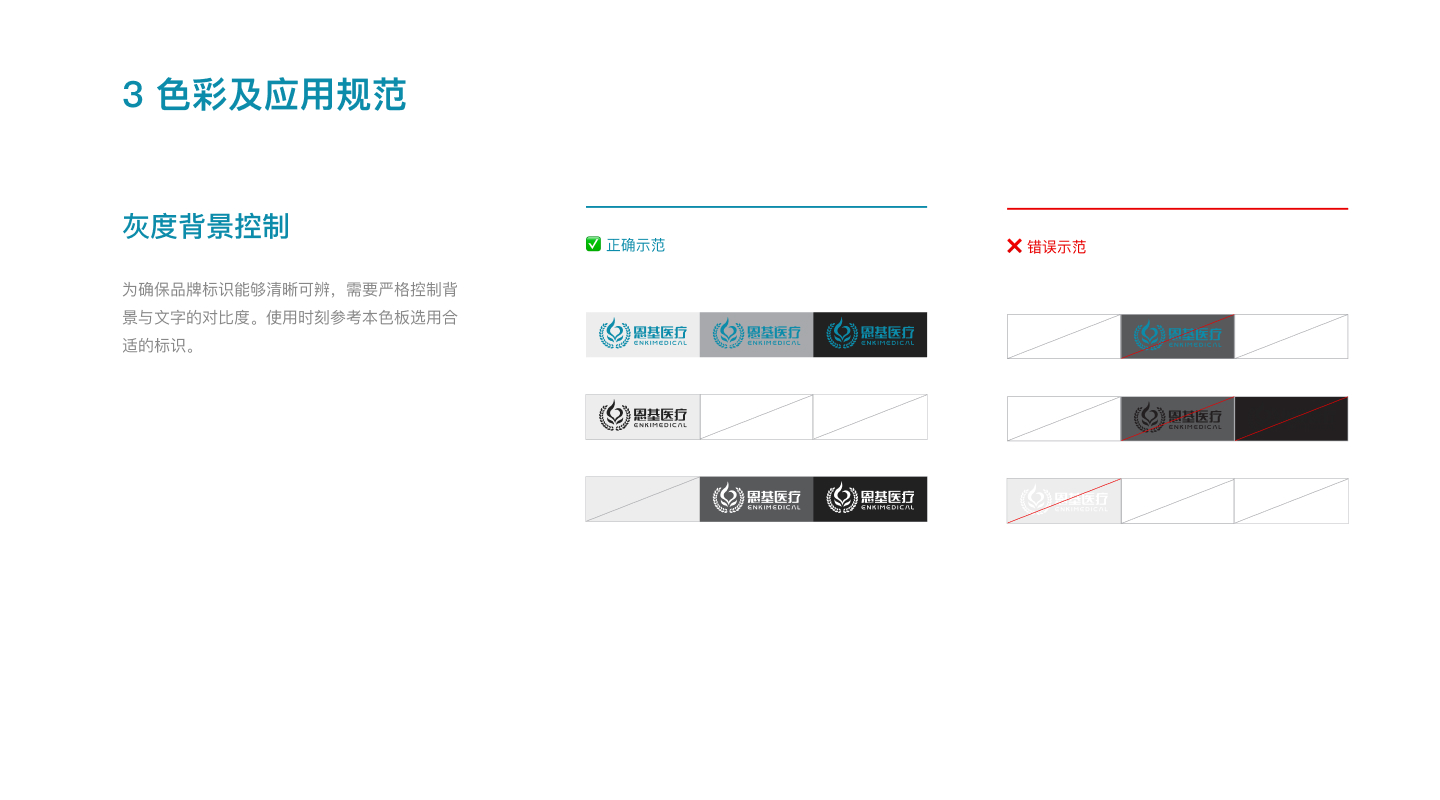 3 色彩及应用规范
灰度背景控制
为确保品牌标识能够清晰可辨，需要严格控制背
景与文字的对比度。使用时刻参考本色板选用合
适的标识。
✅ 正确示范
恩基医疗 恩基医疗 恩基医疗
ENKIMEDICAL ENKIMEDICAL ENKIMEDICAL
恩基医疗
ENKIMEDICAL
恩基医疗 恩基医疗
ENKIMEDICAL ENKIMEDICAL
❌ 错误示范
恩基医疗
ENKIMEDICAL
恩基医疗
ENKIMEDICAL
恩基医疗
ENKIMEDICAL